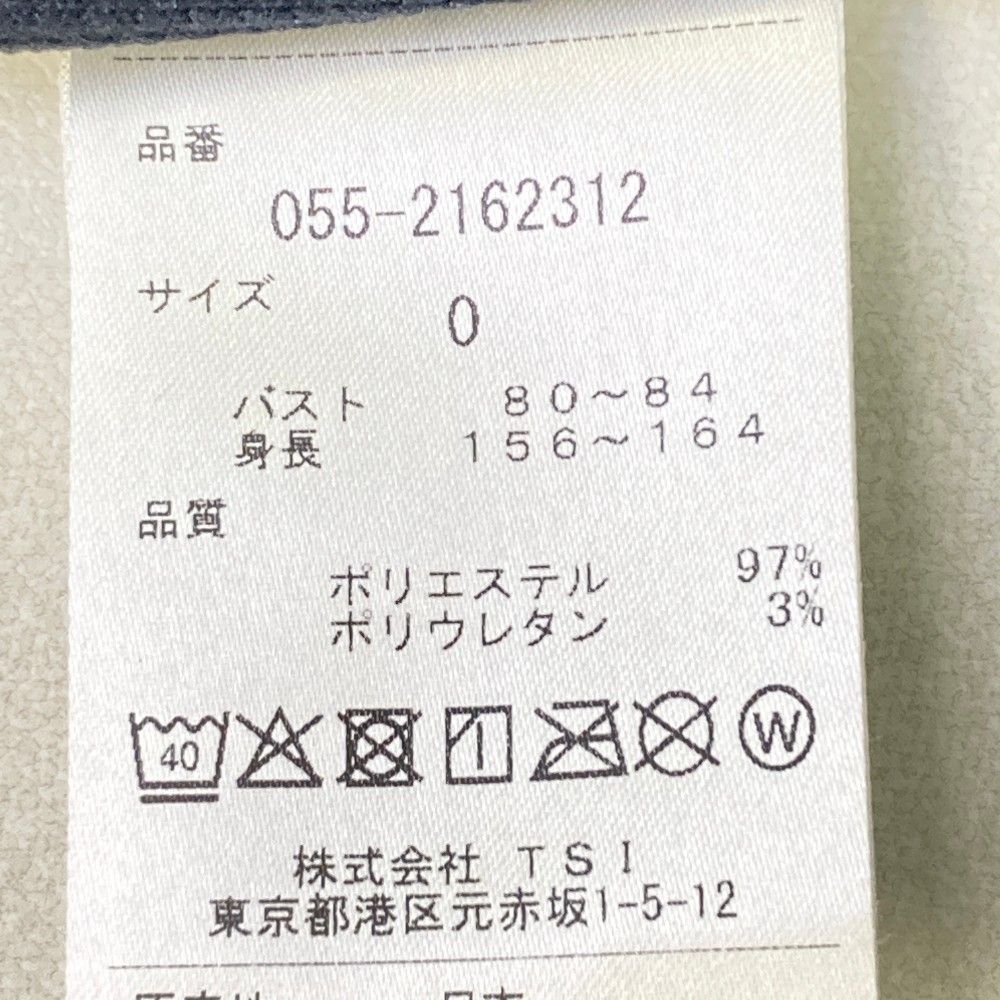 品番
055-2162312
サイズ
0
バスト 80～84
身長 156～164
品質
ポリエステル 97%
ポリウレタン 3%
40
W
株式会社 TSI
東京都港区元赤坂1-5-12